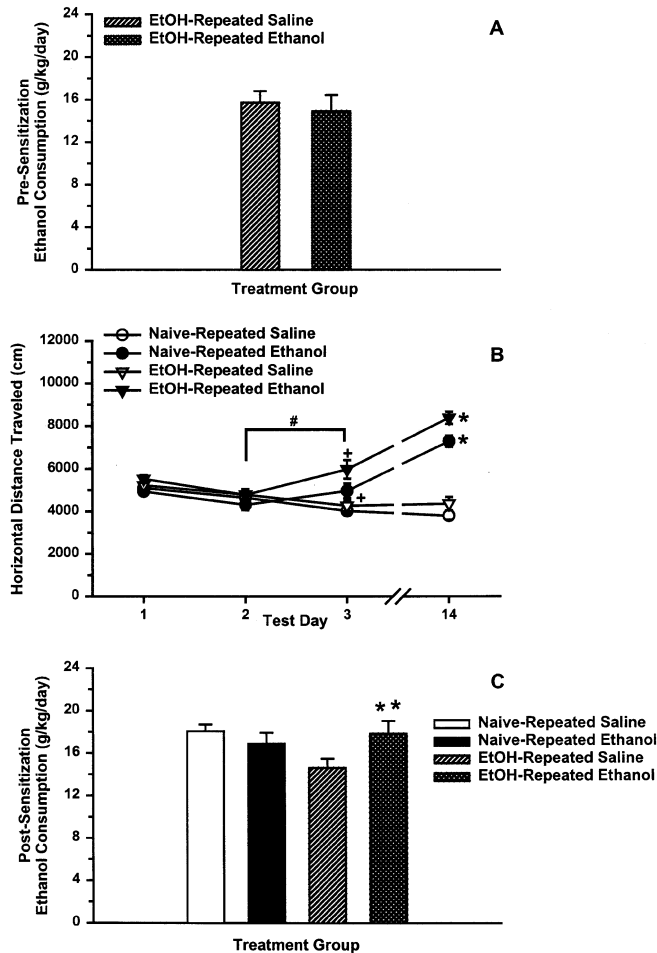 EtOH-Repeated Saline
EtOH-Repeated Ethanol
A
Pre-Sensitization
Ethanol Consumption (g/kg/day)
24
20
16
12
8
4
0
Treatment Group
Naive-Repeated Saline
Naive-Repeated Ethanol
EtOH-Repeated Saline
EtOH-Repeated Ethanol
B
Horizontal Distance Traveled (cm)
12000
10000
8000
6000
4000
2000
0
#
+
+
*
*
1
2
3
14
Test Day
C
Post-Sensitization
Ethanol Consumption (g/kg/day)
24
20
16
12
8
4
0
* *
Naive-Repeated Saline
Naive-Repeated Ethanol
EtOH-Repeated Saline
EtOH-Repeated Ethanol
Treatment Group